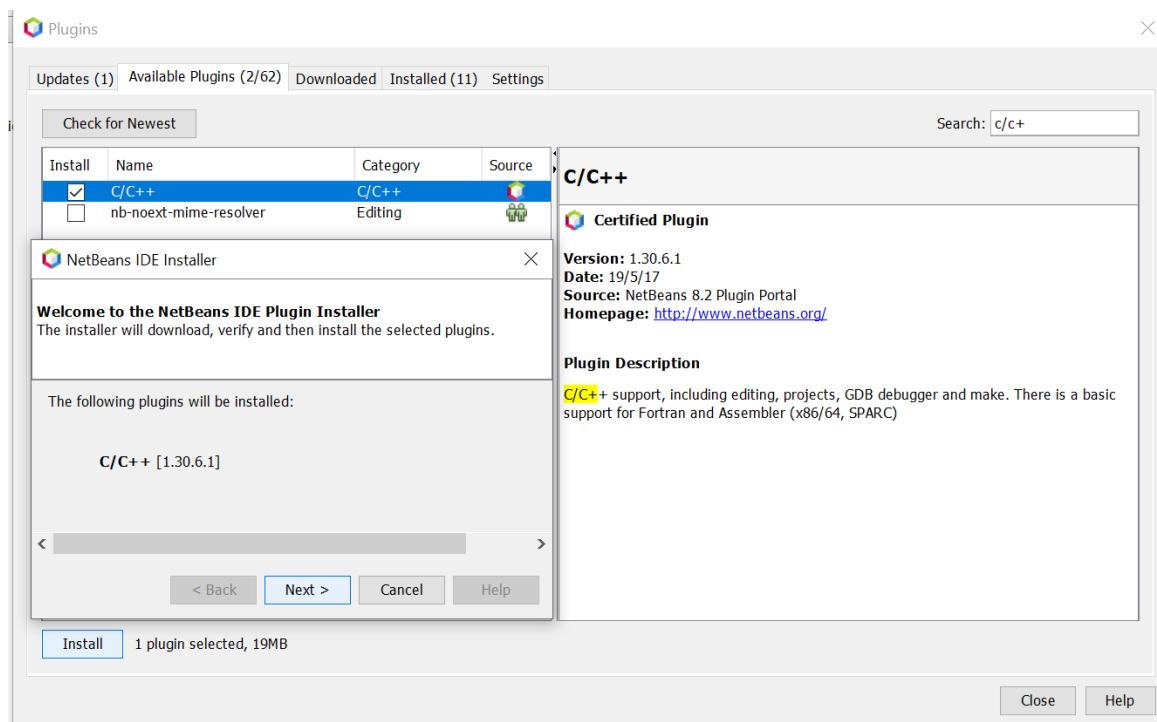 Plugins
Updates (1) Available Plugins (2/62) Downloaded Installed (11) Settings
Check for Newest
Search: c/c+
Install Name Category Source
C/C++ C/C++
nb-noext-mime-resolver Editing
NetBeans IDE Installer
Welcome to the NetBeans IDE Plugin Installer
The installer will download, verify and then install the selected plugins.
The following plugins will be installed:
C/C++ [1.30.6.1]
< Back Next > Cancel Help
Install 1 plugin selected, 19MB
C/C++
Certified Plugin
Version: 1.30.6.1
Date: 19/5/17
Source: NetBeans 8.2 Plugin Portal
Homepage: http://www.netbeans.org/
Plugin Description
C/C++ support, including editing, projects, GDB debugger and make. There is a basic
support for Fortran and Assembler (x86/64, SPARC)
Close Help